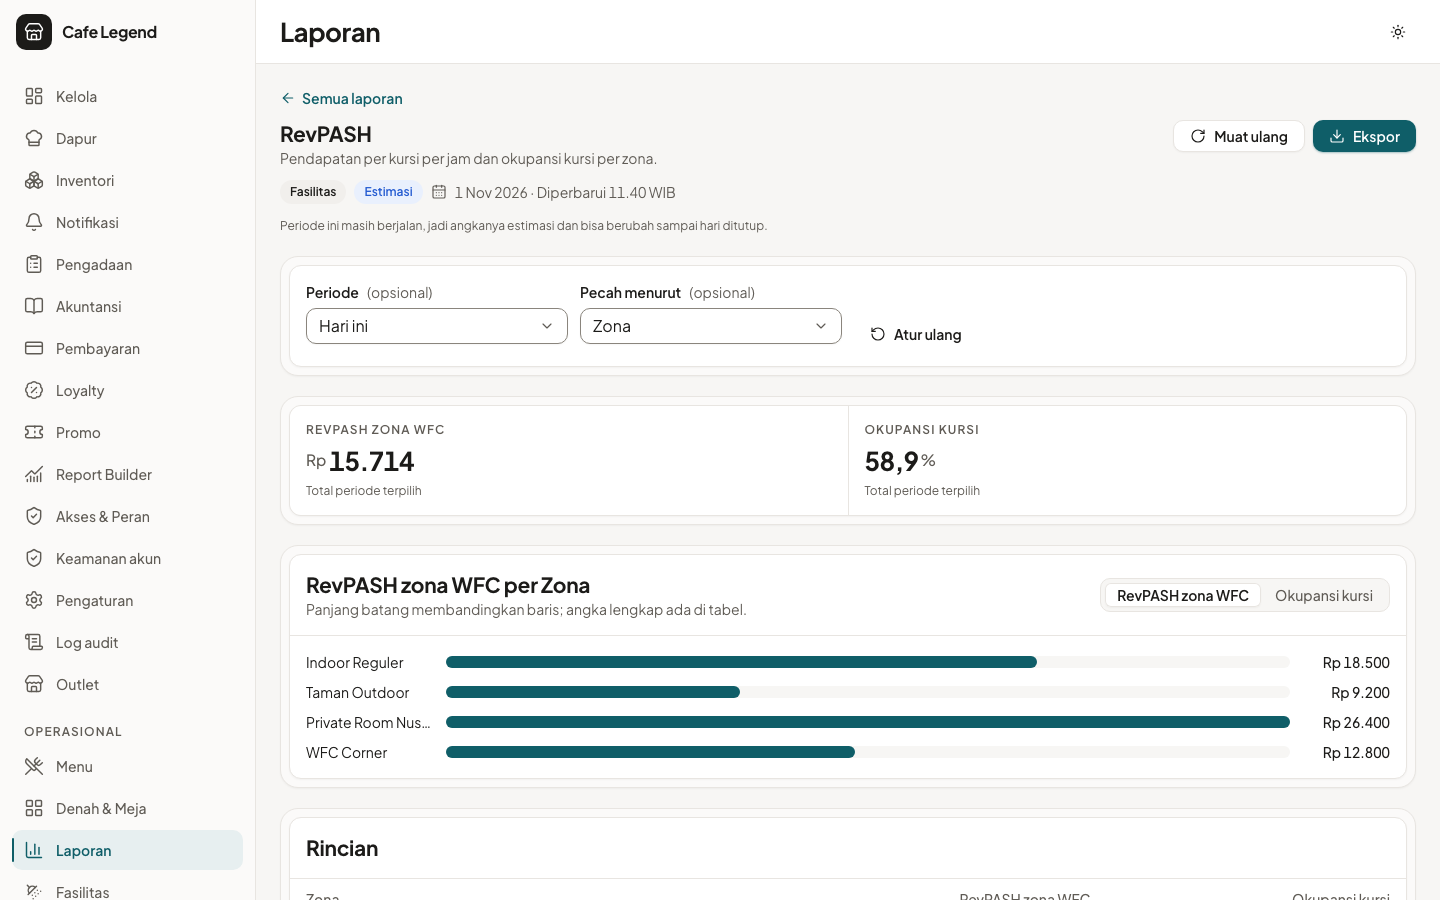 Cafe Legend
Kelola
Dapur
Inventori
Notifikasi
Pengadaan
Akuntansi
Pembayaran
Loyalty
Promo
Report Builder
Akses & Peran
Keamanan akun
Pengaturan
Log audit
Outlet
OPERASIONAL
Menu
Denah & Meja
Laporan
Fasilitas
Laporan
Semua laporan
RevPASH
Pendapatan per kursi per jam dan okupansi kursi per zona.
Muat ulang
Ekspor
Fasilitas Estimasi 1 Nov 2026 · Diperbarui 11.40 WIB
Periode ini masih berjalan, jadi angkanya estimasi dan bisa berubah sampai hari ditutup.
Periode (opsional)
Hari ini
Pecah menurut (opsional)
Zona
Atur ulang
REVPASH ZONA WFC
Rp 15.714
Total periode terpilih
OKUPANSI KURSI
58,9 %
Total periode terpilih
RevPASH zona WFC per Zona
Panjang batang membandingkan baris; angka lengkap ada di tabel.
RevPASH zona WFC Okupansi kursi
Indoor Reguler Rp 18.500
Taman Outdoor Rp 9.200
Private Room Nus... Rp 26.400
WFC Corner Rp 12.800
Rincian
Zona RevPASH zona WFC Okupansi kursi